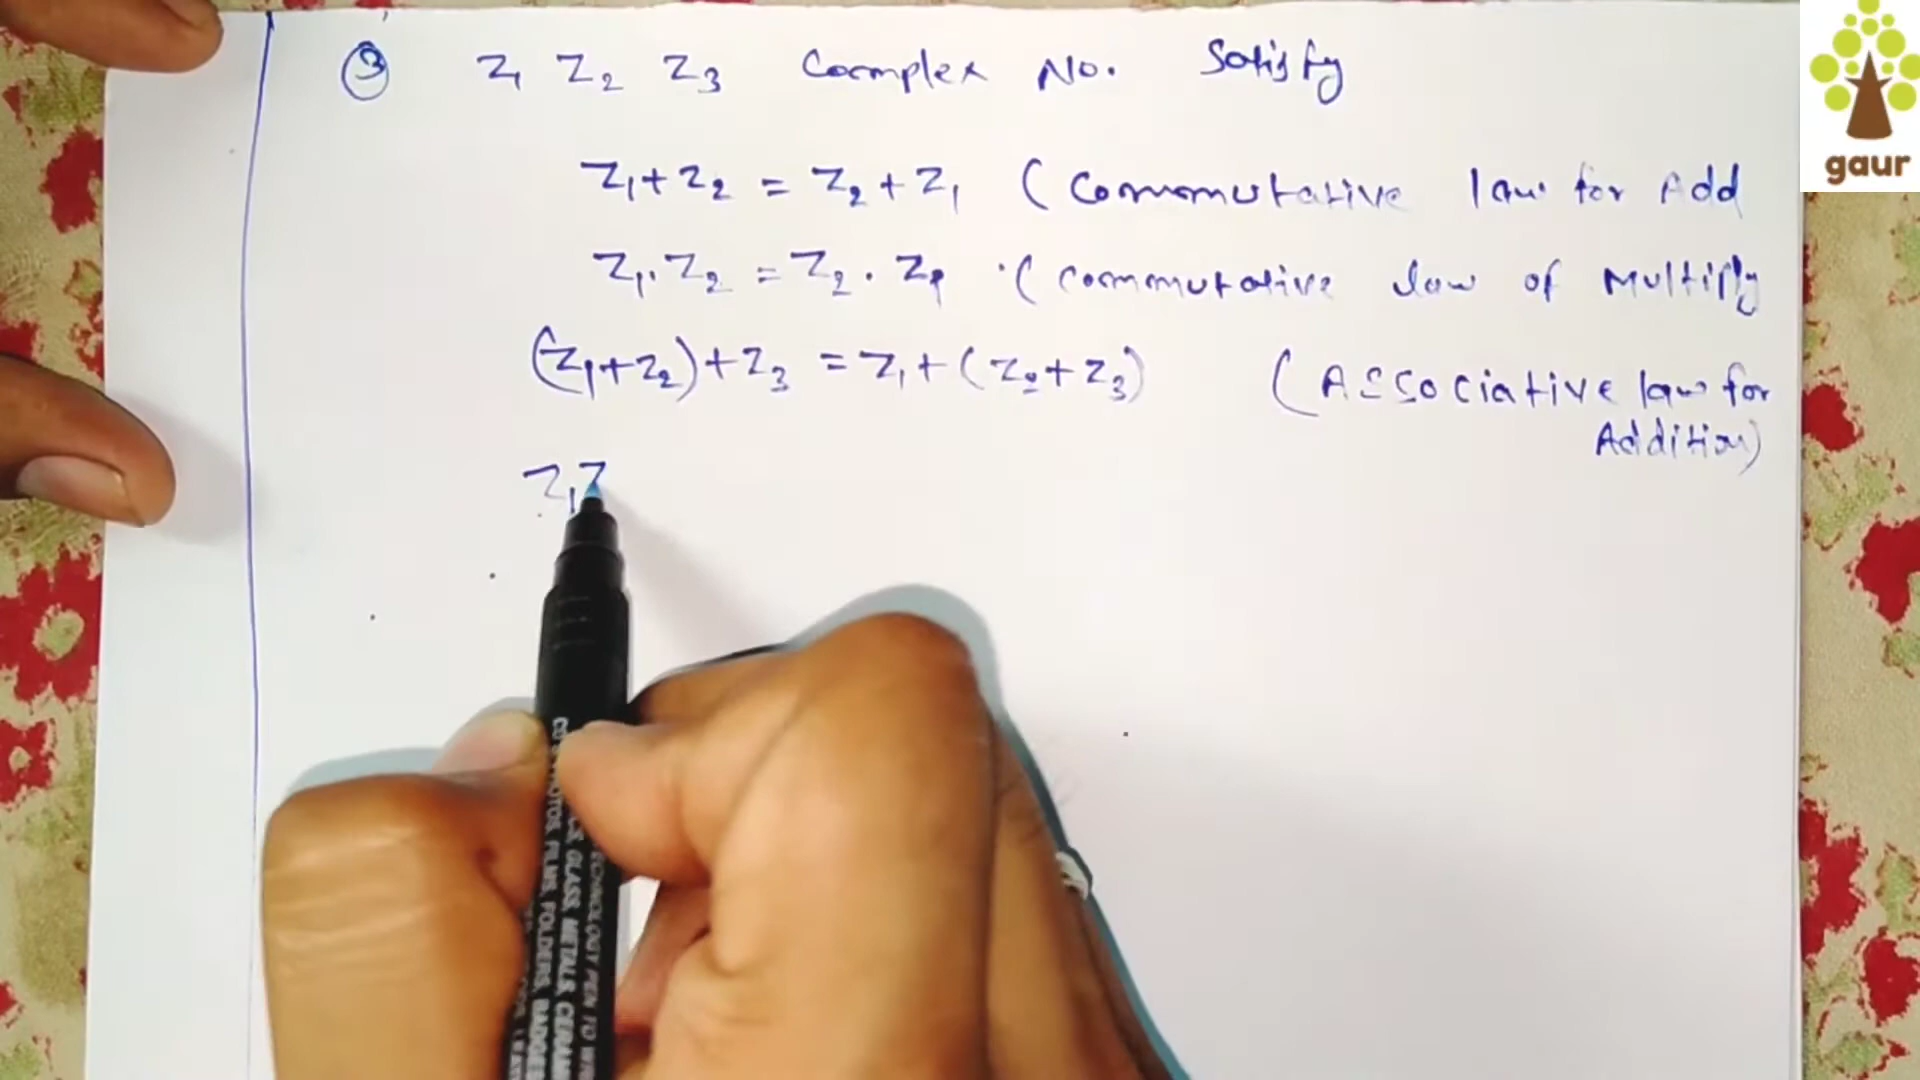 ③ Z₁ Z₂ Z₃ Complex No. Satisfy
Z₁+Z₂ = Z₂+Z₁ (Commutative law for Add
Z₁.Z₂ = Z₂.Z₁ (Commutative law of Multiply
(Z₁+Z₂)+Z₃ = Z₁+(Z₂+Z₃) (Associative law for
Addition)
Z₁Z
gaur